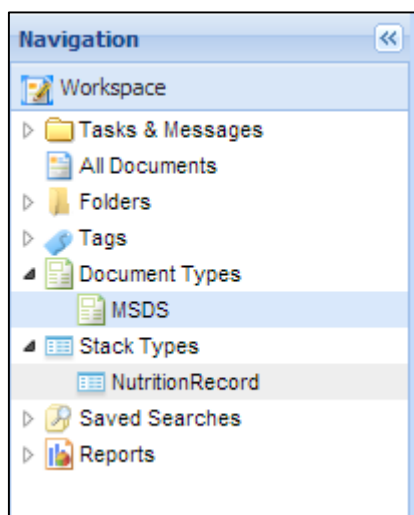 Navigation
Workspace
Tasks & Messages
All Documents
Folders
Tags
Document Types
MSDS
Stack Types
NutritionRecord
Saved Searches
Reports